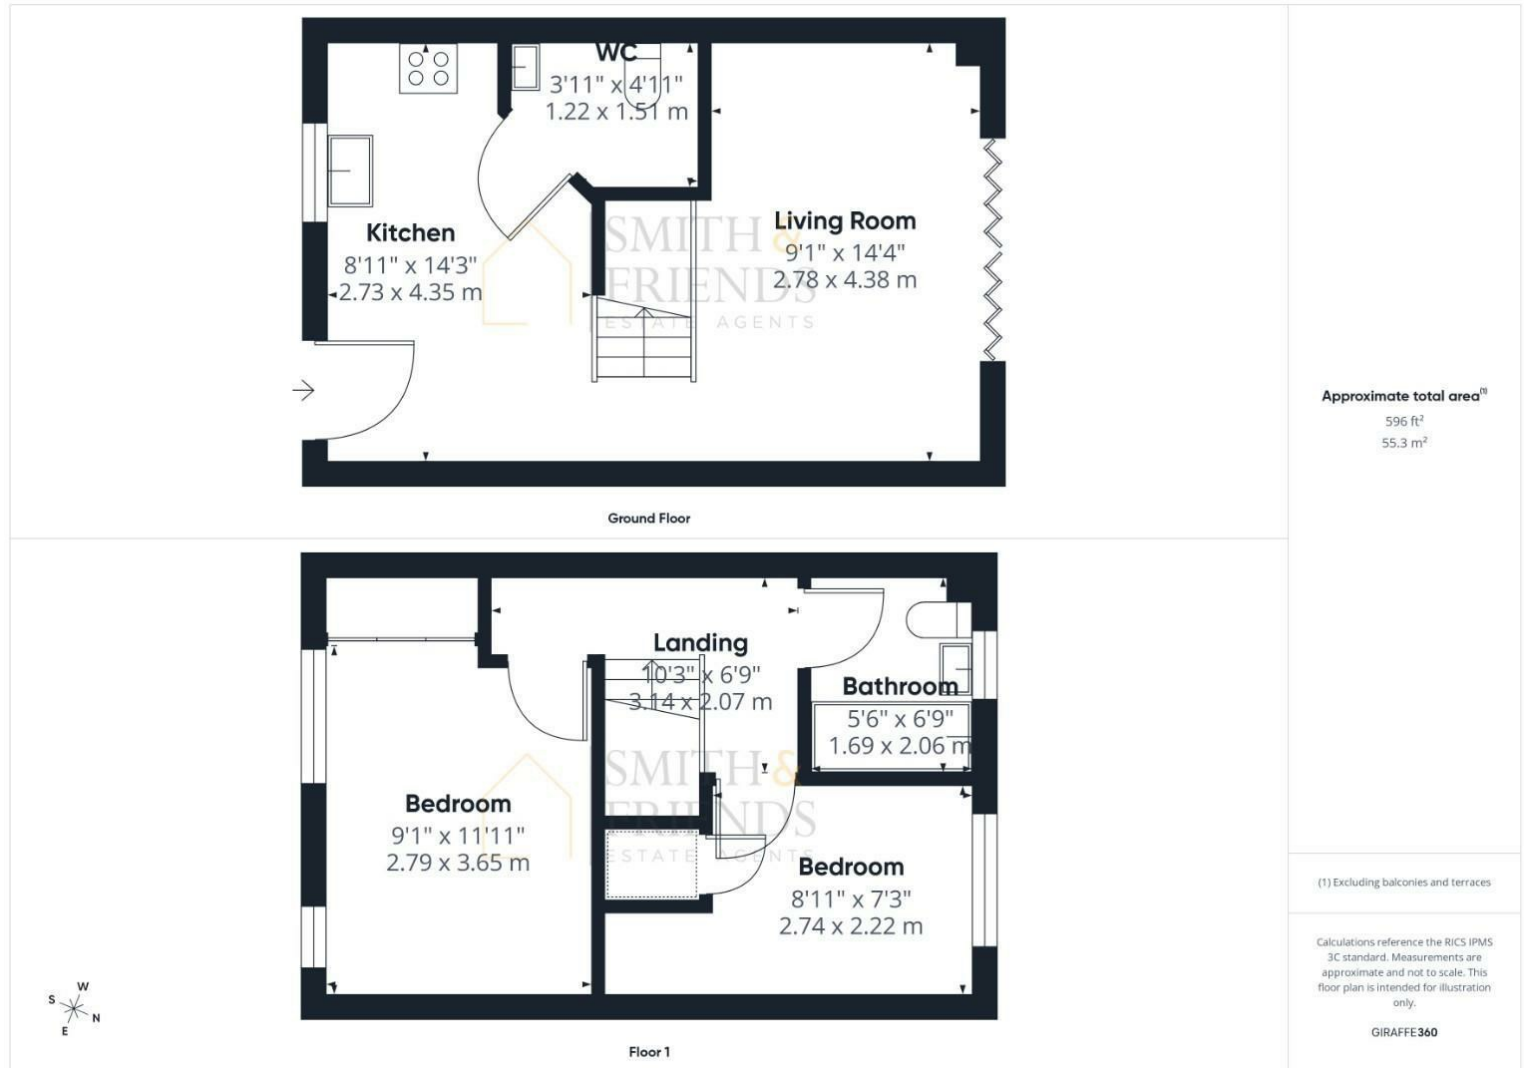 WC
3'11" x 4'11"
1.22 x 1.51 m
Kitchen
8'11" x 14'3"
2.73 x 4.35 m
Living Room
9'1" x 14'4"
2.78 x 4.38 m
SMITH &
FRIENDS
ESTATE AGENTS
Ground Floor
Landing
10'3" x 6'9"
3.14 x 2.07 m
Bathroom
5'6" x 6'9"
1.69 x 2.06 m
Bedroom
9'1" x 11'11"
2.79 x 3.65 m
SMITH &
FRIENDS
ESTATE AGENTS
Bedroom
8'11" x 7'3"
2.74 x 2.22 m
W
S
N
E
Floor 1
Approximate total area(1)
596 ft²
55.3 m²
(1) Excluding balconies and terraces
Calculations reference the RICS IPMS
3C standard. Measurements are
approximate and not to scale. This
floor plan is intended for illustration
only.
GIRAFFE360